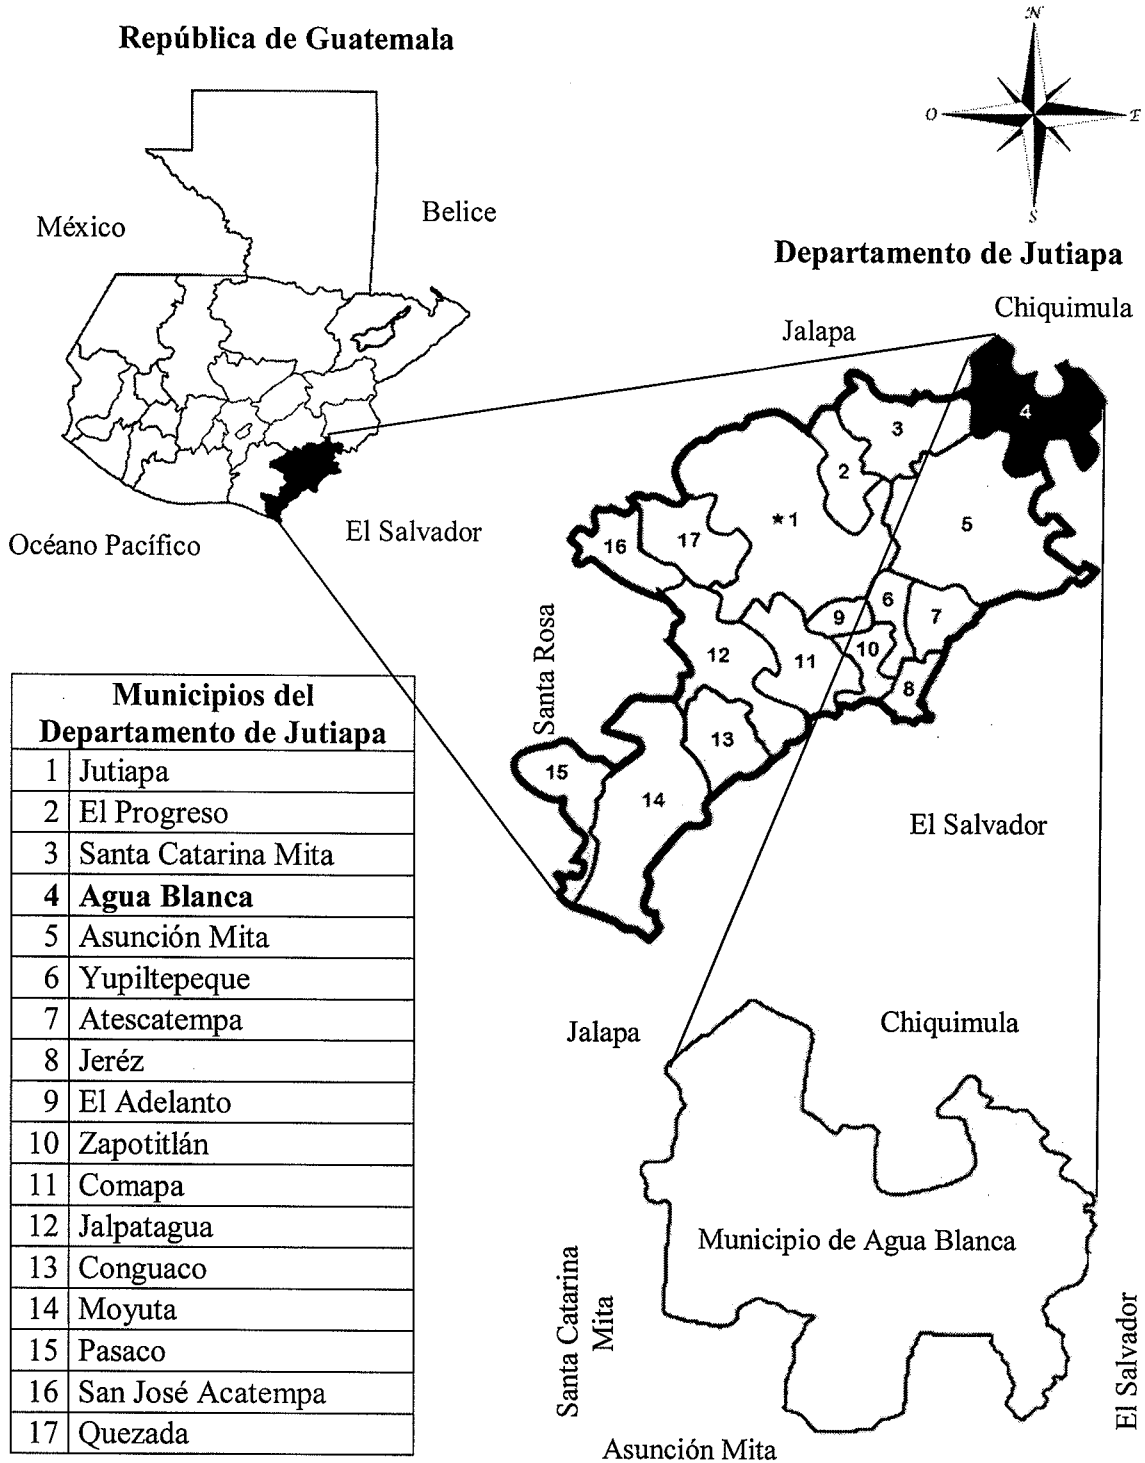 República de Guatemala
N
O
E
S
México
Belice
Departamento de Jutiapa
Chiquimula
Jalapa
4
3
2
★1
5
17
16
6
9
7
10
12
11
8
13
15
14
Océano Pacífico
El Salvador
Santa Rosa
El Salvador
Municipios del
Departamento de Jutiapa
1 Jutiapa
2 El Progreso
3 Santa Catarina Mita
4 Agua Blanca
5 Asunción Mita
6 Yupiltepeque
7 Atescatempa
8 Jeréz
9 El Adelanto
10 Zapotitlán
11 Comapa
12 Jalpatagua
13 Conguaco
14 Moyuta
15 Pasaco
16 San José Acatempa
17 Quezada
Jalapa
Chiquimula
Municipio de Agua Blanca
Santa Catarina
Mita
El Salvador
Asunción Mita